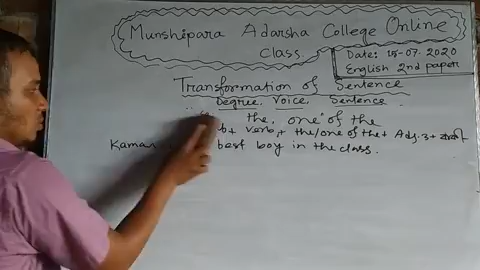 Munshipara Adarsha College Online
Class.
Date: 15-07-2020
English 2nd paper
Transformation of Sentence
Degree. Voice. Sentence.
the, one of the
+ verb + the/one of the + Adj.3 +
Kamal best boy in the class.